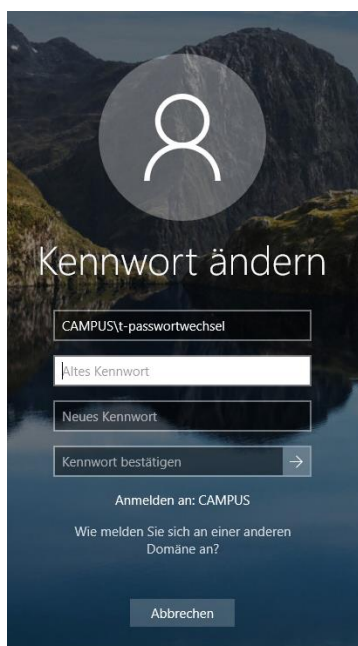 Kennwort ändern
CAMPUS\t-passwortwechsel
Altes Kennwort
Neues Kennwort
Kennwort bestätigen
Anmelden an: CAMPUS
Wie melden Sie sich an einer anderen
Domäne an?
Abbrechen